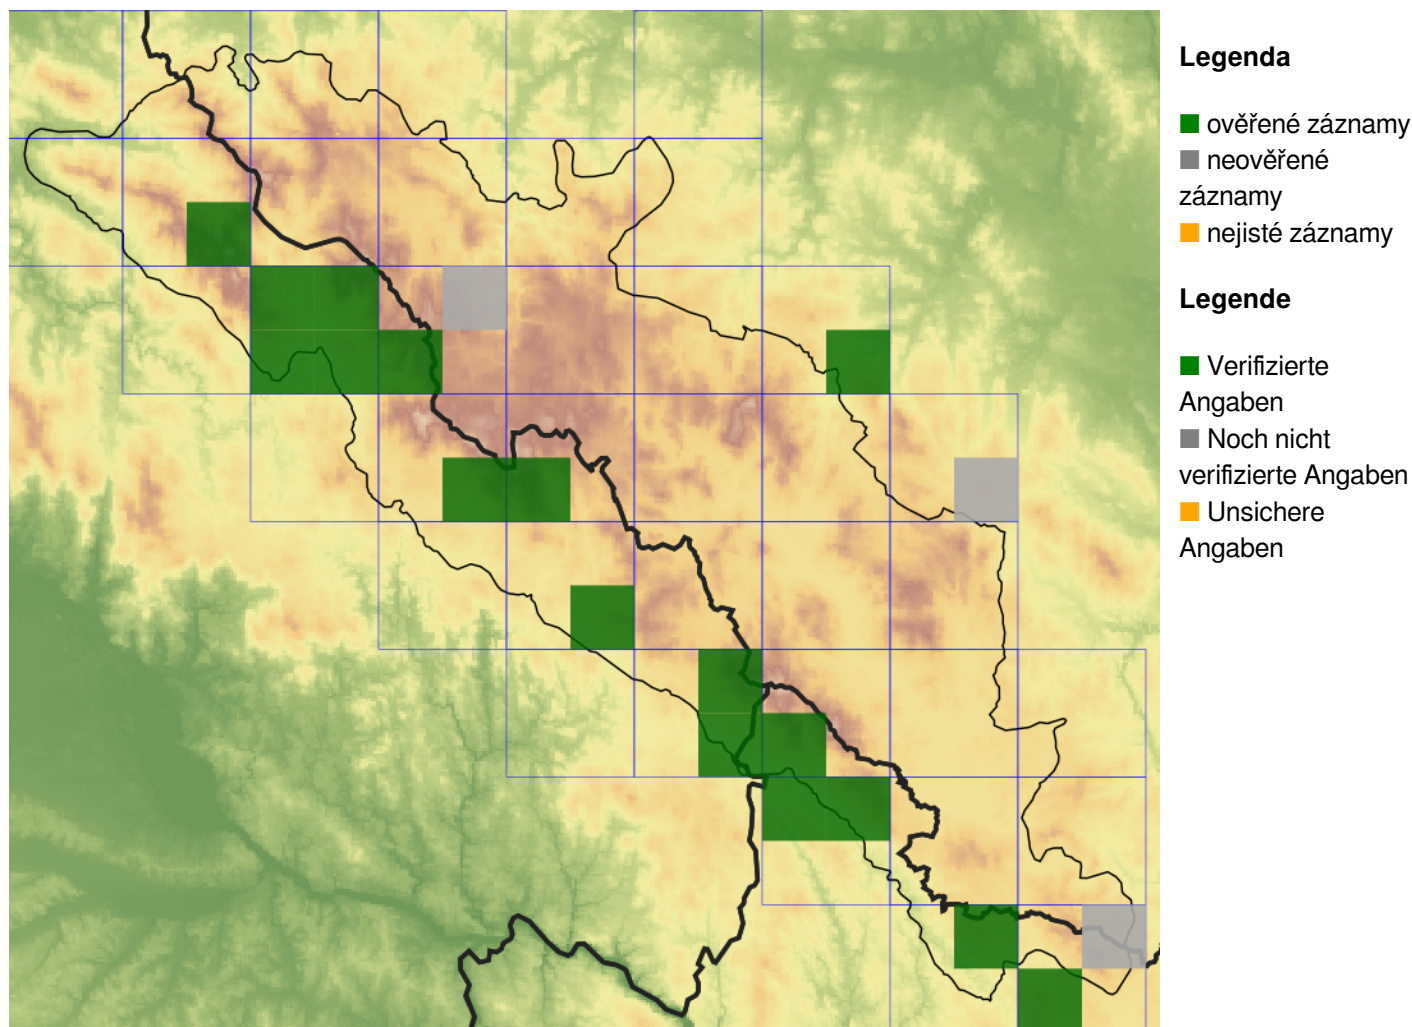 Legenda
ověřené záznamy
neověřené
záznamy
nejisté záznamy
Legende
Verifizierte
Angaben
Noch nicht
verifizierte Angaben
Unsichere
Angaben